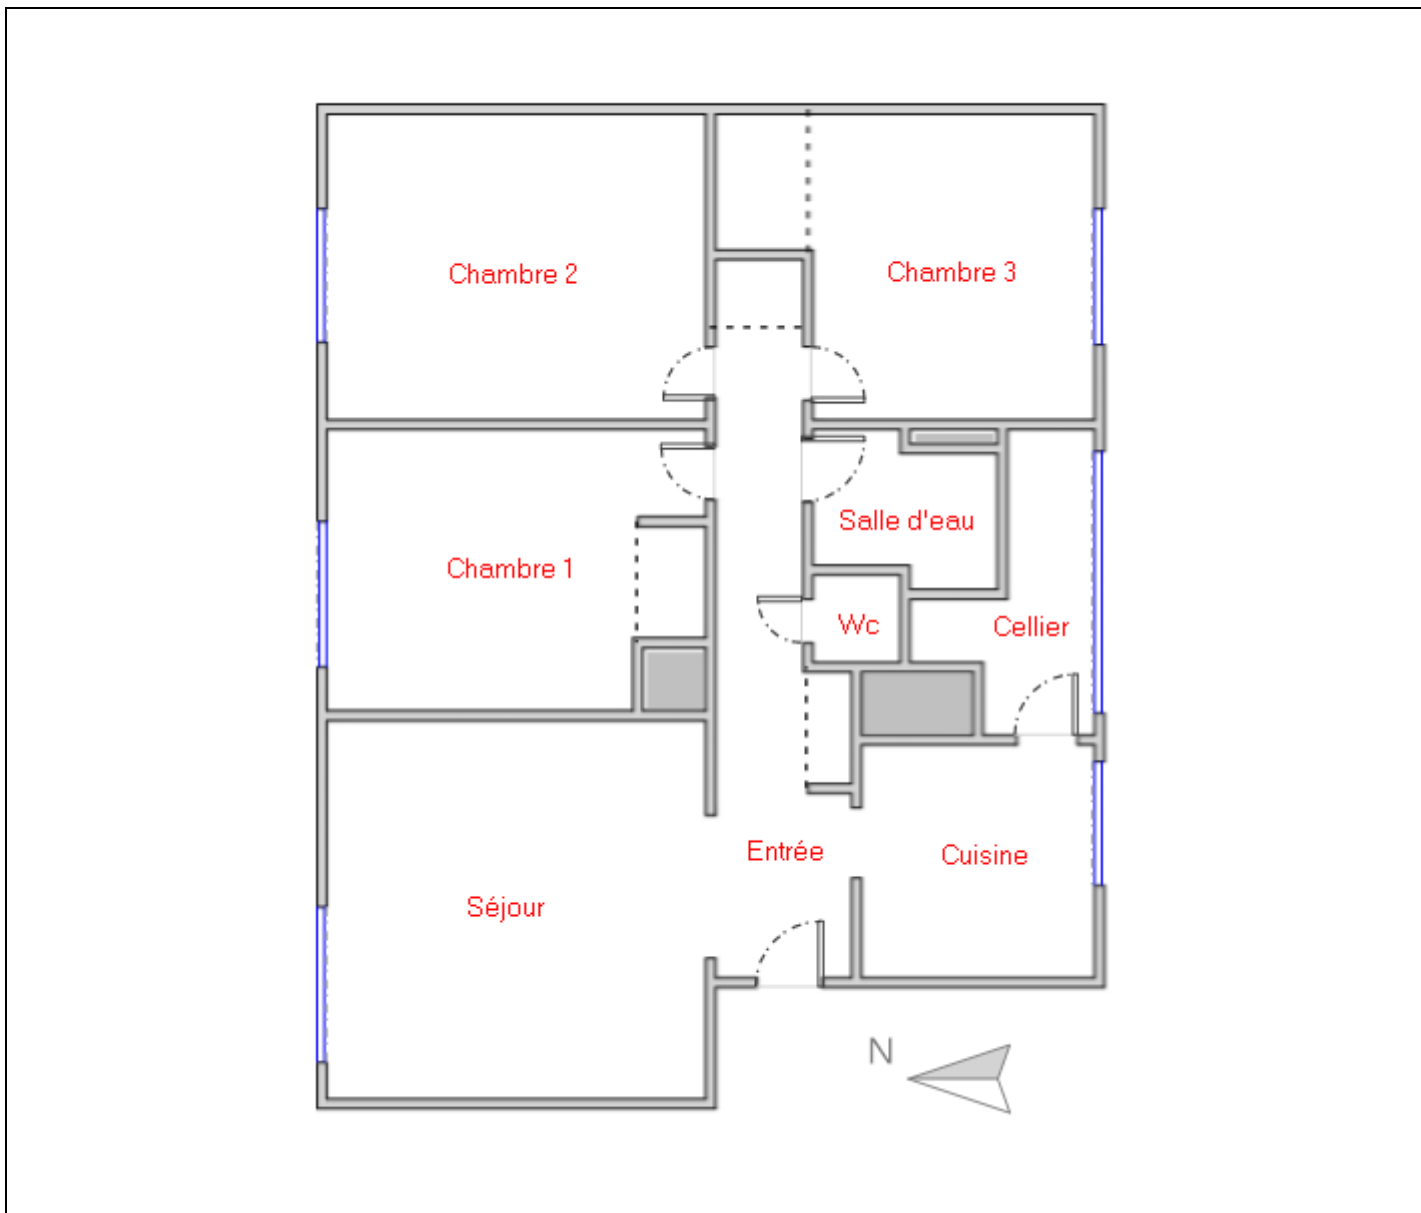 Chambre 2
Chambre 3
Salle d'eau
Chambre 1
Wc
Cellier
Entrée
Cuisine
Séjour
N